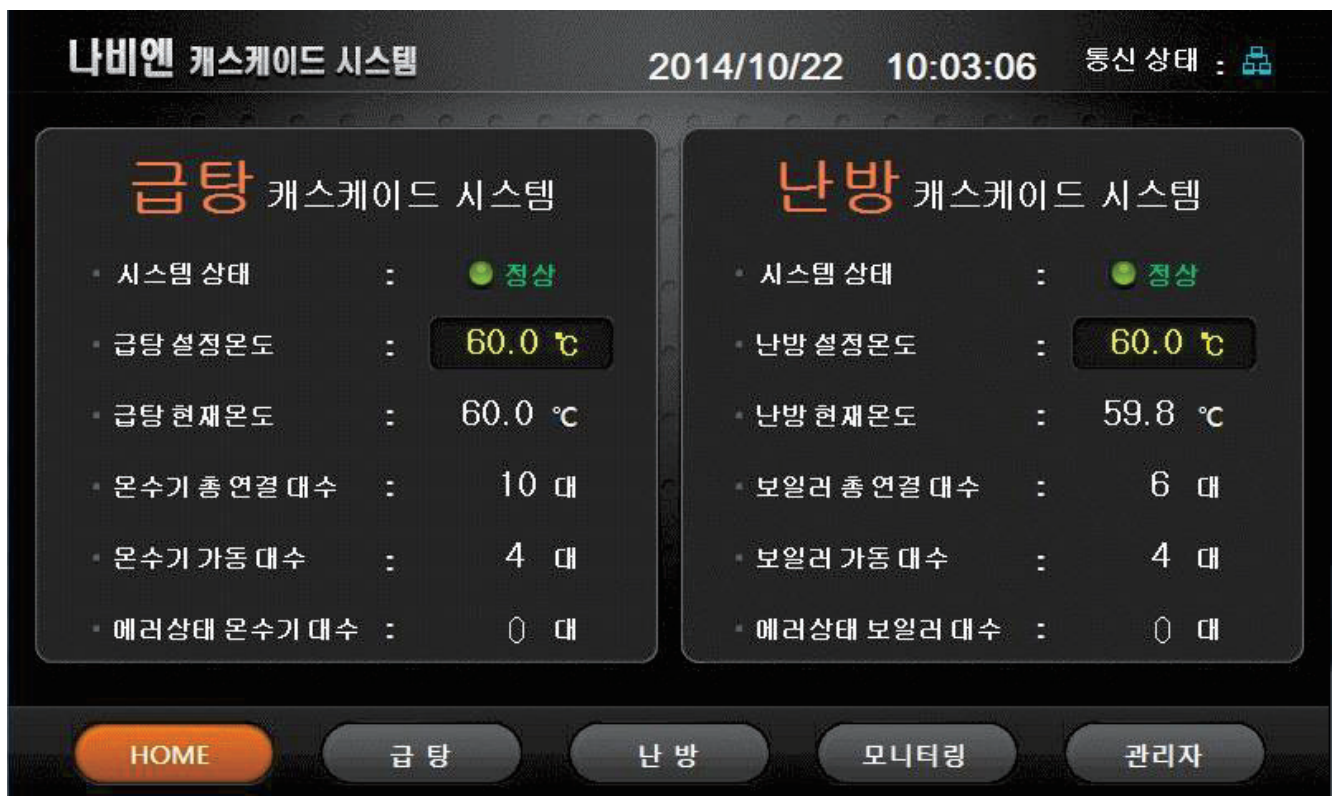 나비엔 캐스케이드 시스템 2014/10/22 10:03:06 통신 상태 :
급탕 캐스케이드 시스템
시스템 상태 : 정상
급탕 설정온도 : 60.0 ℃
급탕 현재온도 : 60.0 ℃
온수기 총 연결 대수 : 10 대
온수기 가동 대수 : 4 대
에러상태 온수기 대수 : 0 대
난방 캐스케이드 시스템
시스템 상태 : 정상
난방 설정온도 : 60.0 ℃
난방 현재온도 : 59.8 ℃
보일러 총 연결 대수 : 6 대
보일러 가동 대수 : 4 대
에러상태 보일러 대수 : 0 대
HOME 급 탕 난 방 모니터링 관리자